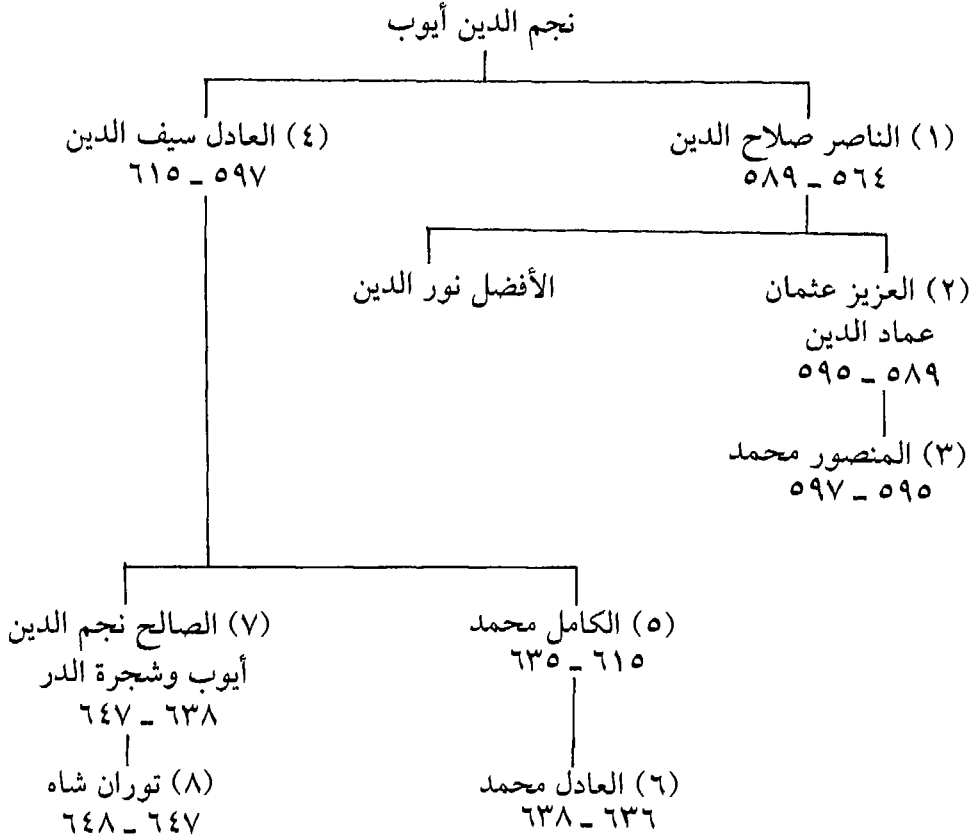 نجم الدين أيوب
(١) الناصر صلاح الدين
٥٦٤ ـ ٥٨٩
(٤) العادل سيف الدين
٥٩٧ ـ ٦١٥
(٢) العزيز عثمان
عماد الدين
٥٨٩ ـ ٥٩٥
الأفضل نور الدين
(٣) المنصور محمد
٥٩٥ ـ ٥٩٧
(٥) الكامل محمد
٦١٥ ـ ٦٣٥
(٧) الصالح نجم الدين
أيوب وشجرة الدر
٦٣٨ ـ ٦٤٧
(٦) العادل محمد
٦٣٦ ـ ٦٣٨
(٨) توران شاه
٦٤٧ ـ ٦٤٨